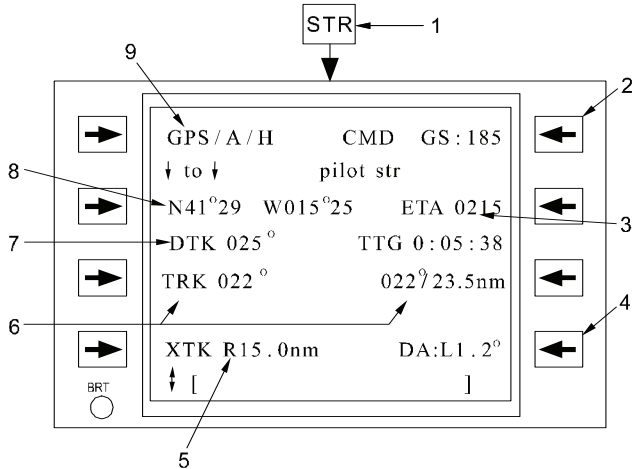 STR 1
9
2
GPS/A/H CMD GS:185
↓ to ↓ pilot str
8
N41°29 W015°25 ETA 0215
3
7
DTK 025° TTG 0:05:38
TRK 022° 022°/23.5nm
6
4
XTK R15.0nm DA:L1.2°
BRT
↕ [ ]
5